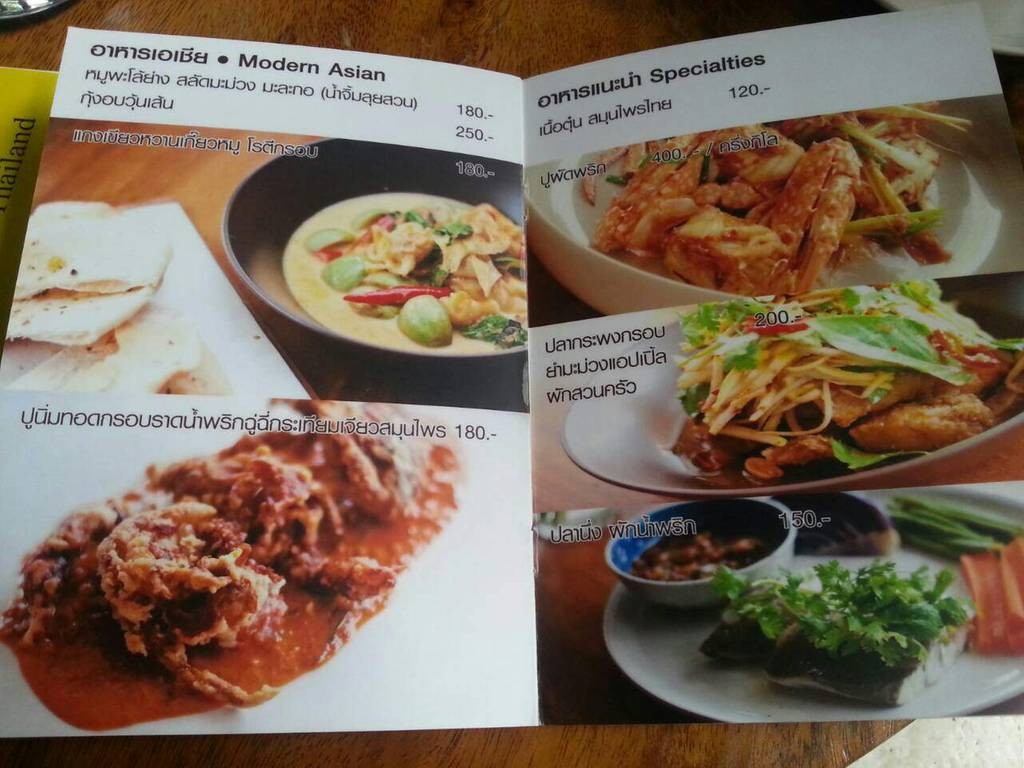 อาหารเอเชีย • Modern Asian
หมูพะโล้ย่าง สลัดมะม่วง มะละกอ (น้ำจิ้มลุยสวน) 180.-
กุ้งอบวุ้นเส้น 250.-
แกงเขียวหวานเกี๊ยวหมู โรตีกรอบ 180.-
ปูนิ่มทอดกรอบราดน้ำพริกฉู่ฉี่กระเทียมเจียวสมุนไพร 180.-
อาหารแนะนำ Specialties
เนื้อตุ๋น สมุนไพรไทย 120.-
ปูผัดพริก 400.- / ครึ่งกิโล
ปลากะพงกรอบ 200.-
ยำมะม่วงแอปเปิ้ล
ผักสวนครัว
ปลานึ่ง ผักน้ำพริก 150.-
Thailand